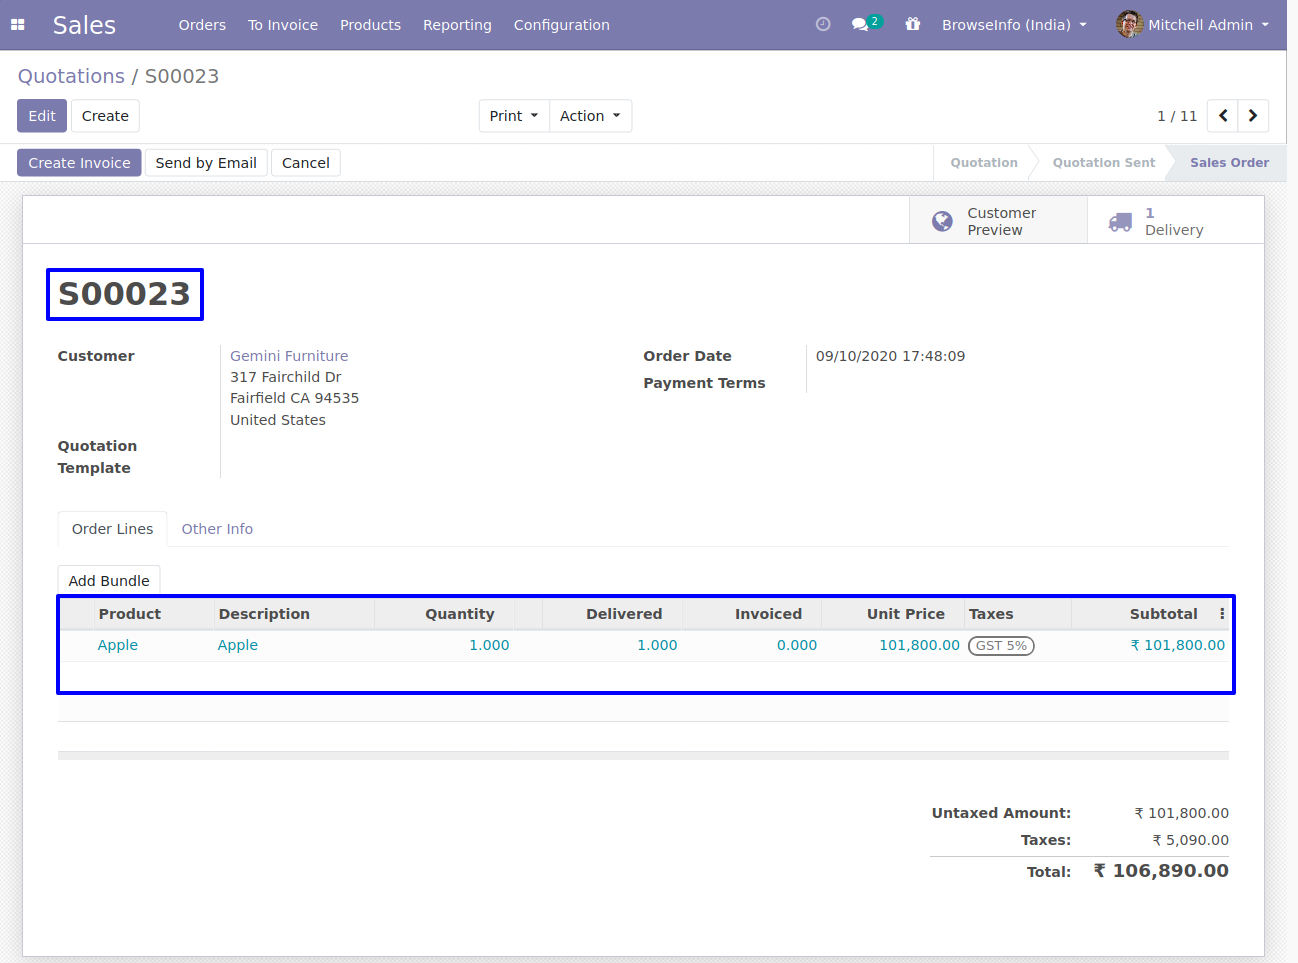 Sales Orders To Invoice Products Reporting Configuration 2 BrowseInfo (India) Mitchell Admin
Quotations / S00023
Edit Create Print Action 1 / 11
Create Invoice Send by Email Cancel Quotation Quotation Sent Sales Order
Customer Preview
1 Delivery
S00023
Customer Gemini Furniture Order Date 09/10/2020 17:48:09
317 Fairchild Dr Payment Terms
Fairfield CA 94535
United States
Quotation
Template
Order Lines Other Info
Add Bundle
Product Description Quantity Delivered Invoiced Unit Price Taxes Subtotal
Apple Apple 1.000 1.000 0.000 101,800.00 GST 5% ₹ 101,800.00
Untaxed Amount: ₹ 101,800.00
Taxes: ₹ 5,090.00
Total: ₹ 106,890.00